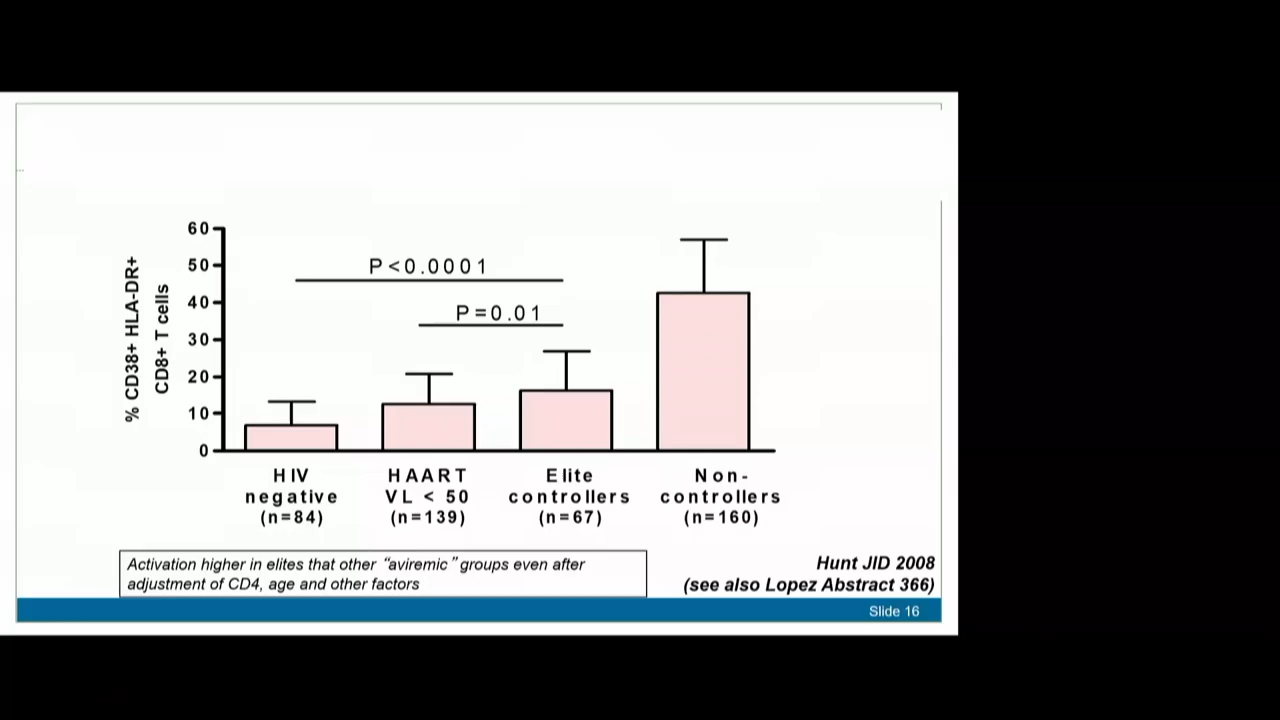 60
50
40
30
20
10
0
% CD38+ HLA-DR+
CD8+ T cells
P<0.0001
P=0.01
HIV
negative
(n=84)
HAART
VL < 50
(n=139)
Elite
controllers
(n=67)
Non-
controllers
(n=160)
Activation higher in elites that other “aviremic” groups even after
adjustment of CD4, age and other factors
Hunt JID 2008
(see also Lopez Abstract 366)
Slide 16